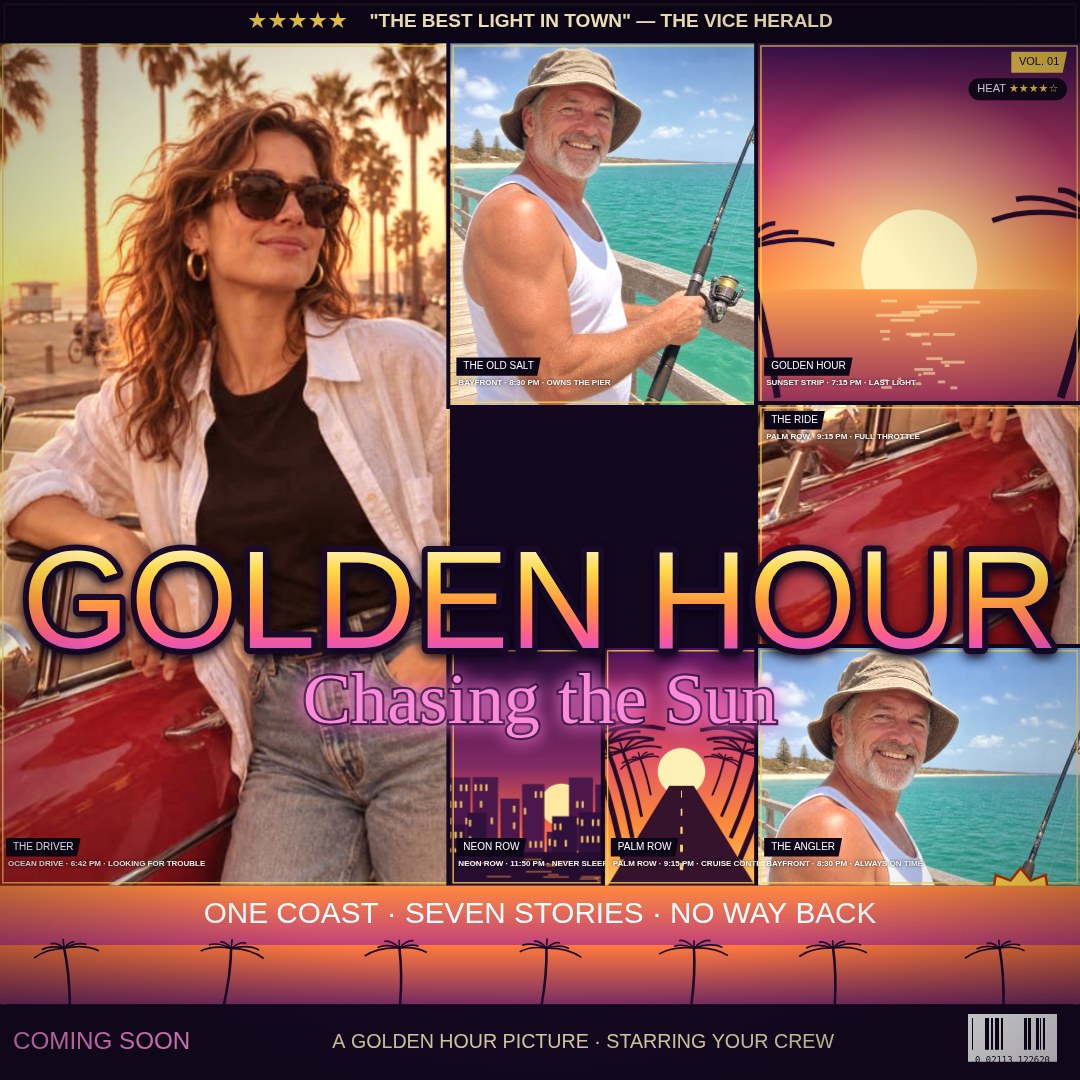 ★★★★★ "THE BEST LIGHT IN TOWN" — THE VICE HERALD
VOL. 01
HEAT ★★★★☆
THE OLD SALT
BAYFRONT · 8:30 PM · OWNS THE PIER
GOLDEN HOUR
SUNSET STRIP · 7:15 PM · LAST LIGHT
THE RIDE
PALM ROW · 9:15 PM · FULL THROTTLE
GOLDEN HOUR
Chasing the Sun
THE DRIVER
OCEAN DRIVE · 6:42 PM · LOOKING FOR TROUBLE
NEON ROW
NEON ROW · 11:50 PM · NEVER SLEEP
PALM ROW
PALM ROW · 9:15 PM · CRUISE
THE ANGLER
BAYFRONT · 8:30 PM · ALWAYS ON TIME
ONE COAST · SEVEN STORIES · NO WAY BACK
COMING SOON
A GOLDEN HOUR PICTURE · STARRING YOUR CREW
0 02113 122620